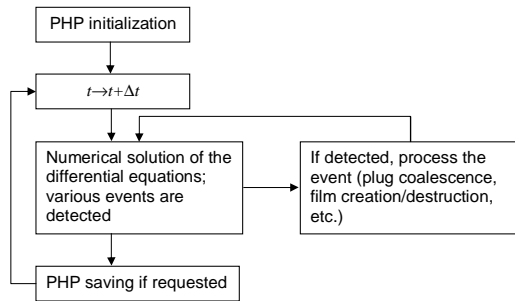 PHP initialization
t→t+Δt
Numerical solution of the
differential equations;
various events are
detected
If detected, process the
event (plug coalescence,
film creation/destruction,
etc.)
PHP saving if requested